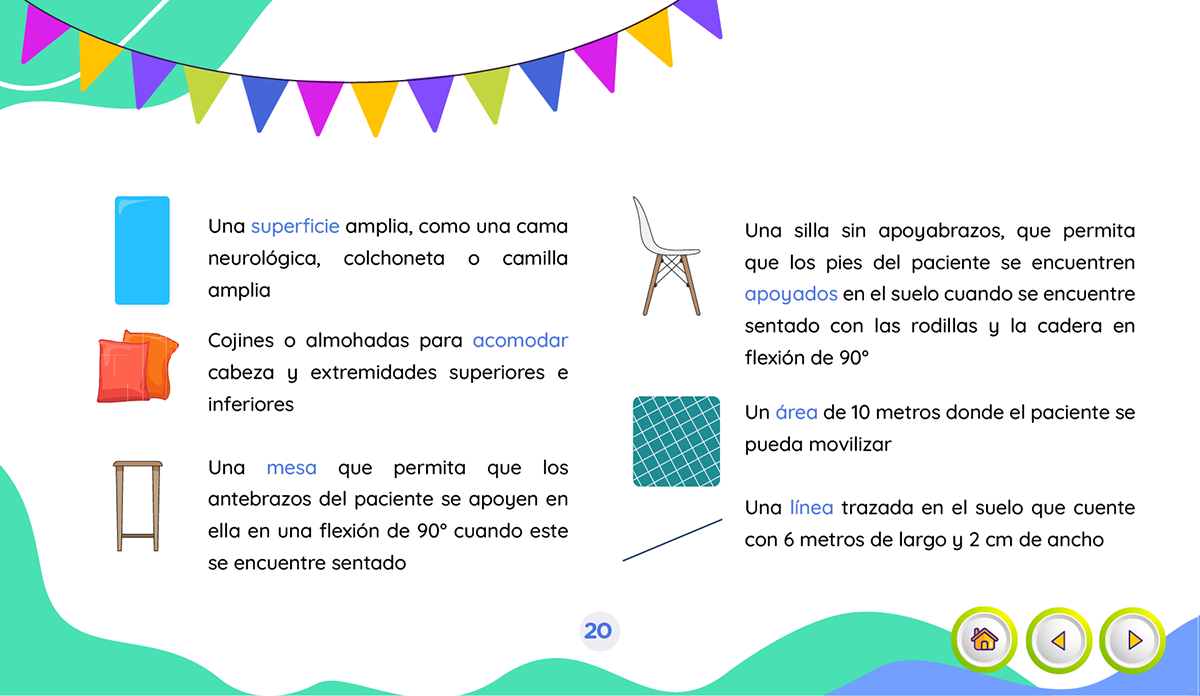 Una superficie amplia, como una cama
neurológica, colchoneta o camilla
amplia
Cojines o almohadas para acomodar
cabeza y extremidades superiores e
inferiores
Una mesa que permita que los
antebrazos del paciente se apoyen en
ella en una flexión de 90° cuando este
se encuentre sentado
Una silla sin apoyabrazos, que permita
que los pies del paciente se encuentren
apoyados en el suelo cuando se encuentre
sentado con las rodillas y la cadera en
flexión de 90°
Un área de 10 metros donde el paciente se
pueda movilizar
Una línea trazada en el suelo que cuente
con 6 metros de largo y 2 cm de ancho
20